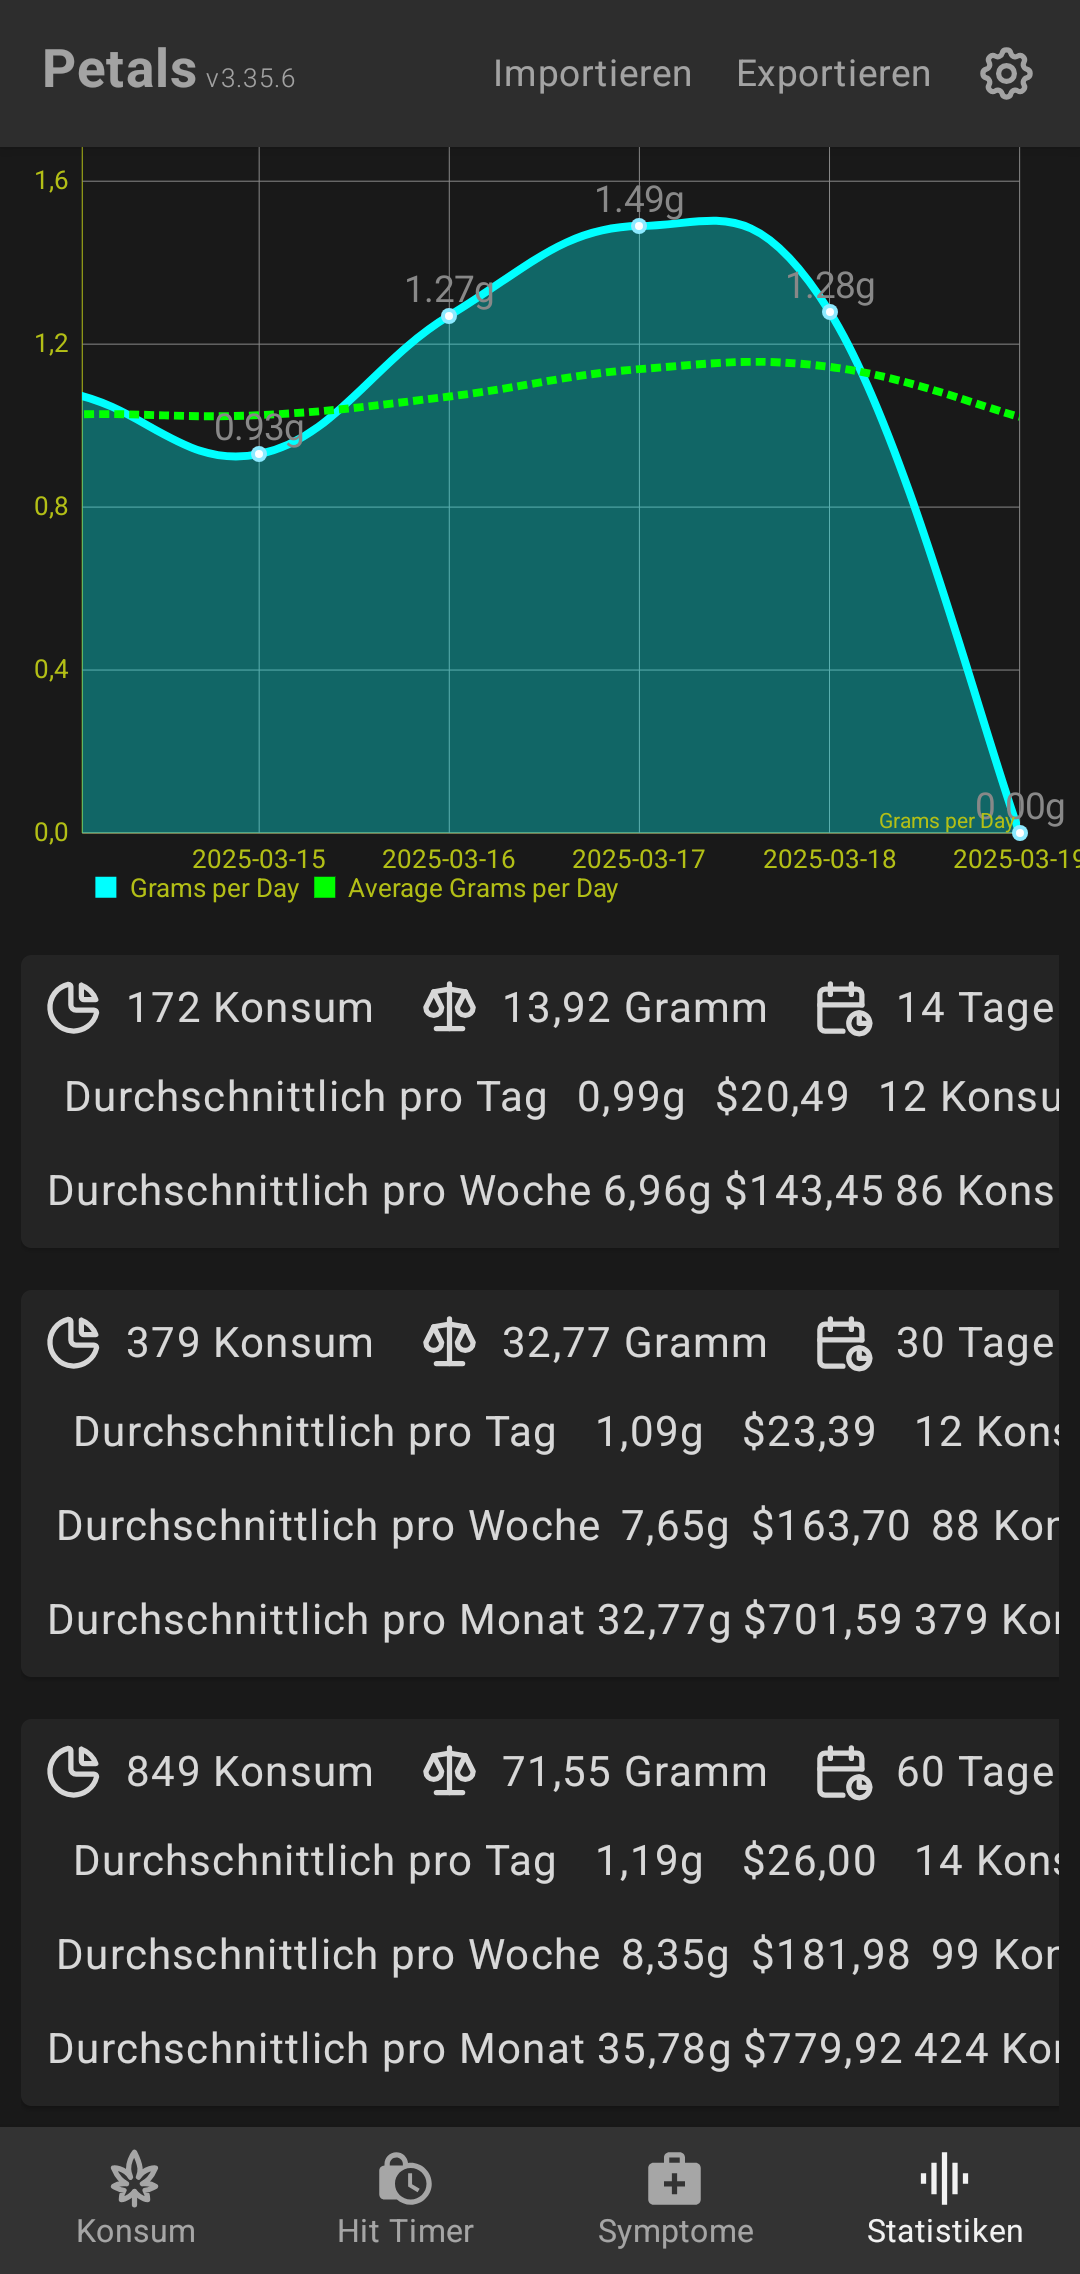 Petals v3.35.6 Importieren Exportieren
1,6
1.49g
1.27g
1.28g
1,2
0.93g
0,8
0,4
0.00g
Grams per Day
0,0
2025-03-15 2025-03-16 2025-03-17 2025-03-18 2025-03-19
Grams per Day Average Grams per Day
172 Konsum 13,92 Gramm 14 Tage
Durchschnittlich pro Tag 0,99g $20,49 12 Konsu
Durchschnittlich pro Woche 6,96g $143,45 86 Kons
379 Konsum 32,77 Gramm 30 Tage
Durchschnittlich pro Tag 1,09g $23,39 12 Kons
Durchschnittlich pro Woche 7,65g $163,70 88 Kon
Durchschnittlich pro Monat 32,77g $701,59 379 Kon
849 Konsum 71,55 Gramm 60 Tage
Durchschnittlich pro Tag 1,19g $26,00 14 Kons
Durchschnittlich pro Woche 8,35g $181,98 99 Kon
Durchschnittlich pro Monat 35,78g $779,92 424 Kon
Konsum Hit Timer Symptome Statistiken